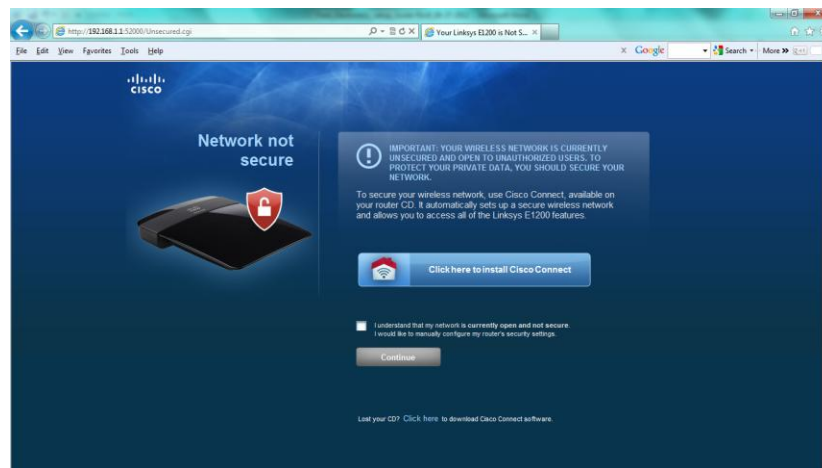 http://192.168.1.1:52000/Unsecured.cgi
Your Linksys E1200 is Not S...
File Edit View Favorites Tools Help
Google
Search
More
CISCO
Network not
secure
IMPORTANT: YOUR WIRELESS NETWORK IS CURRENTLY
UNSECURED AND OPEN TO UNAUTHORIZED USERS. TO
PROTECT YOUR PRIVATE DATA, YOU SHOULD SECURE YOUR
NETWORK.
To secure your wireless network, use Cisco Connect, available on
your router CD. It automatically sets up a secure wireless network
and allows you to access all of the Linksys E1200 features.
Click here to install Cisco Connect
I understand that my network is currently open and not secure.
I would like to manually configure my router's security settings.
Continue
Lost your CD? Click here to download Cisco Connect software.